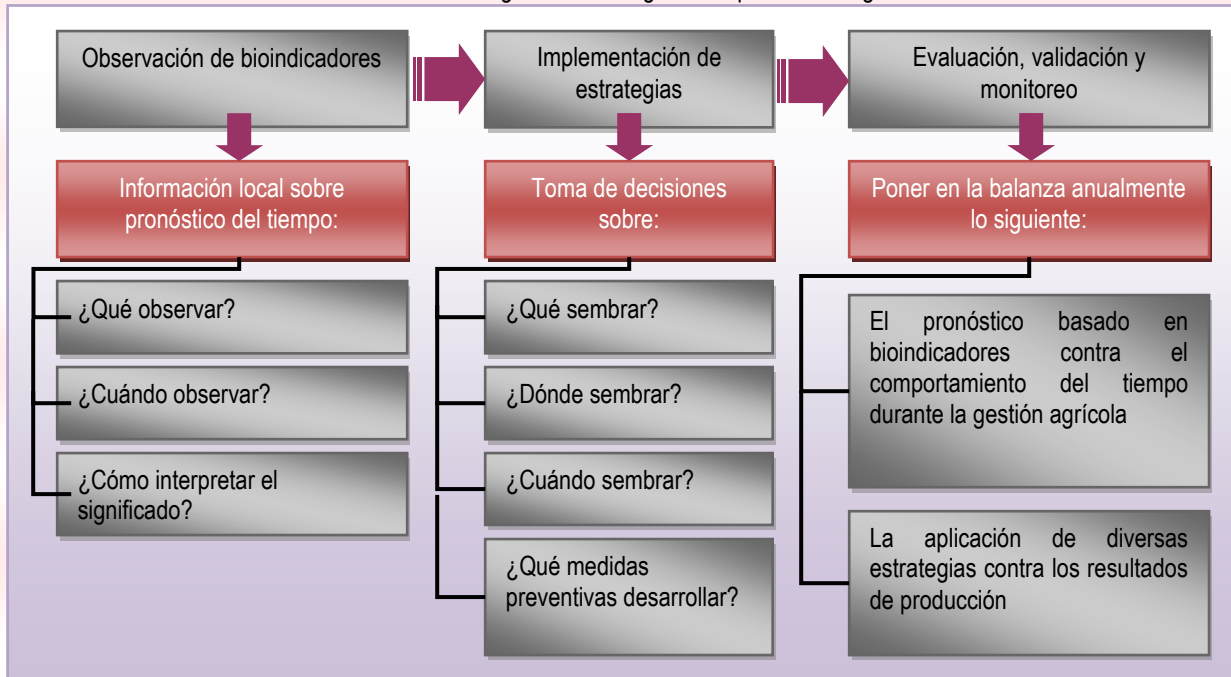 Observación de bioindicadores
Implementación de
estrategias
Evaluación, validación y
monitoreo
Información local sobre
pronóstico del tiempo:
Toma de decisiones
sobre:
Poner en la balanza anualmente
lo siguiente:
¿Qué observar?
¿Cuándo observar?
¿Cómo interpretar el
significado?
¿Qué sembrar?
¿Dónde sembrar?
¿Cuándo sembrar?
¿Qué medidas
preventivas desarrollar?
El pronóstico basado en
bioindicadores contra el
comportamiento del tiempo
durante la gestión agrícola
La aplicación de diversas
estrategias contra los resultados
de producción